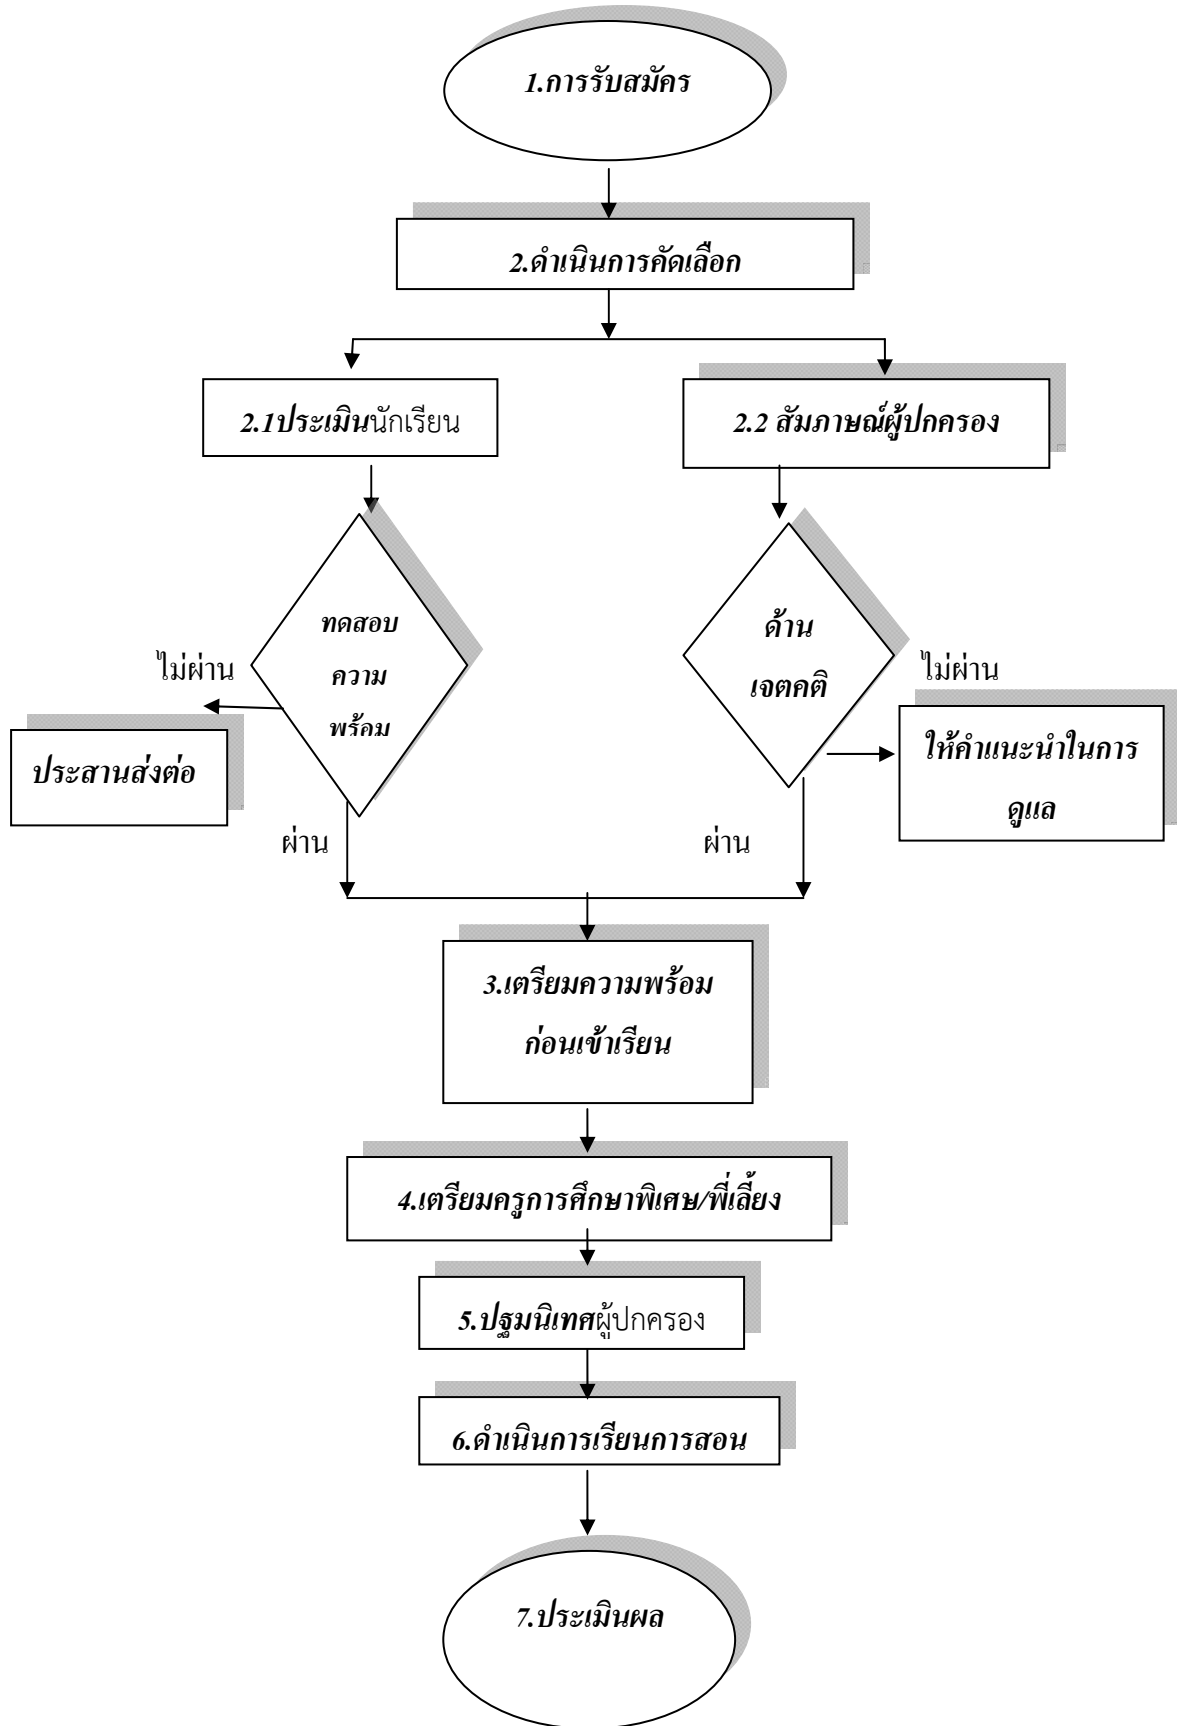 1.การรับสมัคร
2.ดำเนินการคัดเลือก
2.1ประเมินนักเรียน
2.2 สัมภาษณ์ผู้ปกครอง
ทดสอบ
ความ
พร้อม
ด้าน
เจตคติ
ไม่ผ่าน
ไม่ผ่าน
ประสานส่งต่อ
ให้คำแนะนำในการ
ดูแล
ผ่าน
ผ่าน
3.เตรียมความพร้อม
ก่อนเข้าเรียน
4.เตรียมครูการศึกษาพิเศษ/พี่เลี้ยง
5.ปฐมนิเทศผู้ปกครอง
6.ดำเนินการเรียนการสอน
7.ประเมินผล